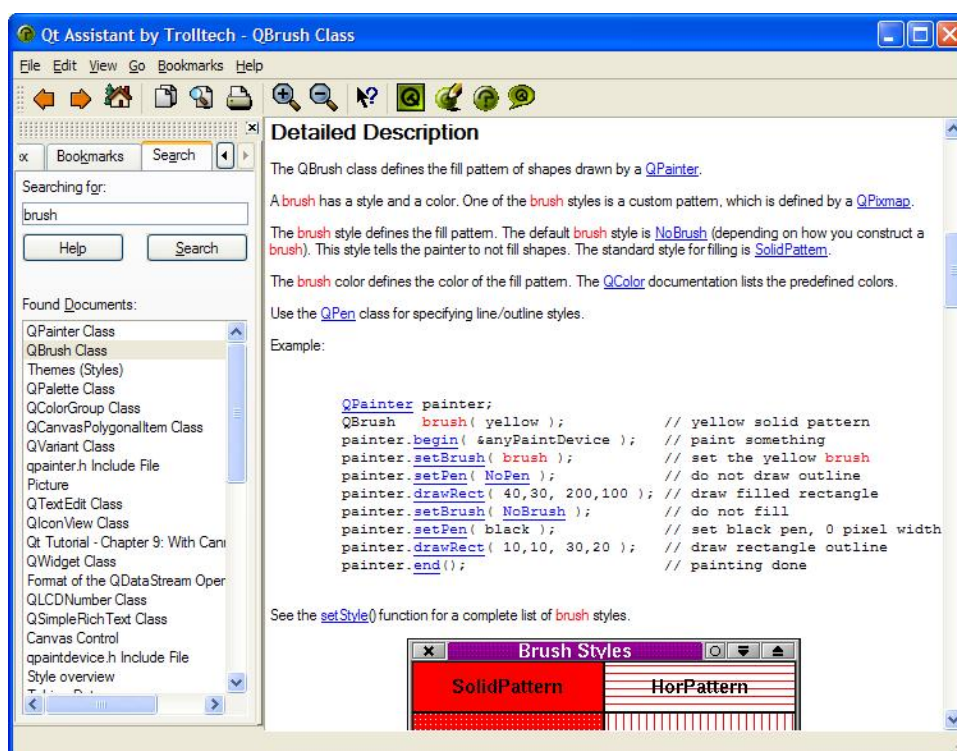 Qt Assistant by Trolltech - QBrush Class
File Edit View Go Bookmarks Help
Bookmarks Search
Searching for:
brush
Help Search
Found Documents:
QPainter Class
QBrush Class
Themes (Styles)
QPalette Class
QColorGroup Class
QCanvasPolygonalItem Class
QVariant Class
qpainter.h Include File
Picture
QTextEdit Class
QIconView Class
Qt Tutorial - Chapter 9: With Cann
QWidget Class
Format of the QDataStream Oper
QLCDNumber Class
QSimpleRichText Class
Canvas Control
qpaintdevice.h Include File
Style overview
Detailed Description
The QBrush class defines the fill pattern of shapes drawn by a QPainter.
A brush has a style and a color. One of the brush styles is a custom pattern, which is defined by a QPixmap.
The brush style defines the fill pattern. The default brush style is NoBrush (depending on how you construct a
brush). This style tells the painter to not fill shapes. The standard style for filling is SolidPattern.
The brush color defines the color of the fill pattern. The QColor documentation lists the predefined colors.
Use the QPen class for specifying line/outline styles.
Example:
QPainter painter;
QBrush brush( yellow ); // yellow solid pattern
painter.begin( &anyPaintDevice ); // paint something
painter.setBrush( brush ); // set the yellow brush
painter.setPen( NoPen ); // do not draw outline
painter.drawRect( 40,30, 200,100 ); // draw filled rectangle
painter.setBrush( NoBrush ); // do not fill
painter.setPen( black ); // set black pen, 0 pixel width
painter.drawRect( 10,10, 30,20 ); // draw rectangle outline
painter.end(); // painting done
See the setStyle() function for a complete list of brush styles.
Brush Styles
SolidPattern HorPattern